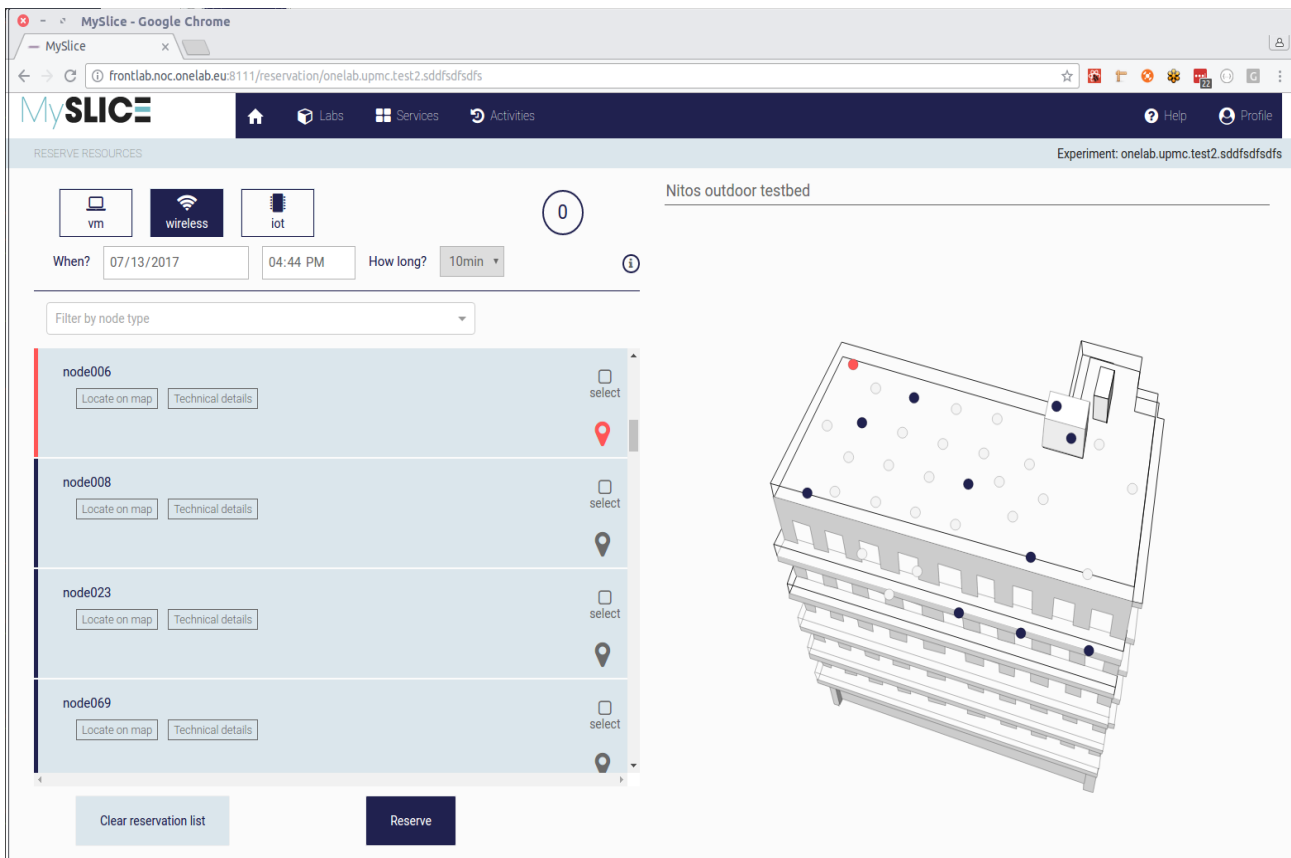 MySlice - Google Chrome
MySlice
frontlab.noc.onelab.eu:8111/reservation/onelab.upmc.test2.sddfsdfsdfs
22
G
MySLICE
Labs
Services
Activities
Help
Profile
RESERVE RESOURCES
Experiment: onelab.upmc.test2.sddfsdfsdfs
vm
wireless
iot
0
Nitos outdoor testbed
When?
07/13/2017
04:44 PM
How long?
10min
Filter by node type
node006
Locate on map
Technical details
select
node008
Locate on map
Technical details
select
node023
Locate on map
Technical details
select
node069
Locate on map
Technical details
select
Clear reservation list
Reserve